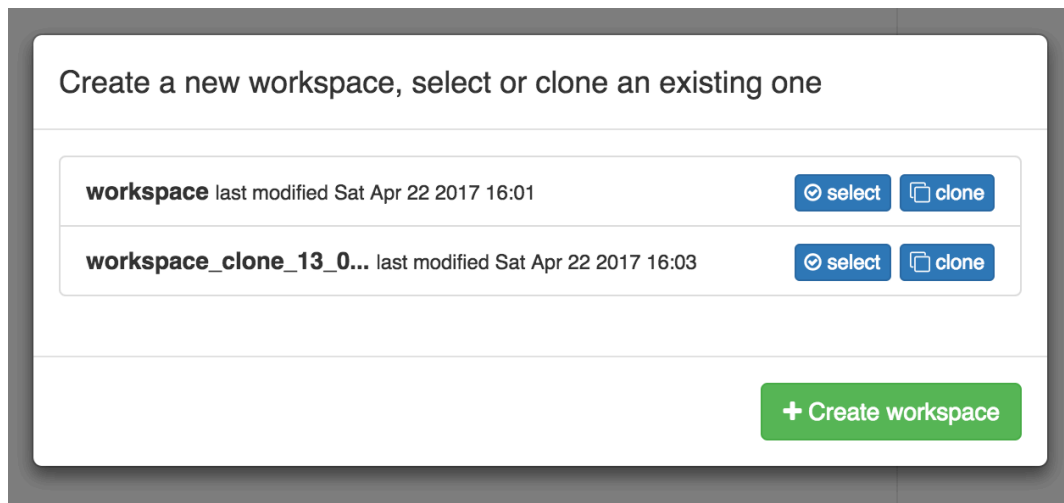 Create a new workspace, select or clone an existing one
workspace last modified Sat Apr 22 2017 16:01 select clone
workspace_clone_13_0... last modified Sat Apr 22 2017 16:03 select clone
+ Create workspace